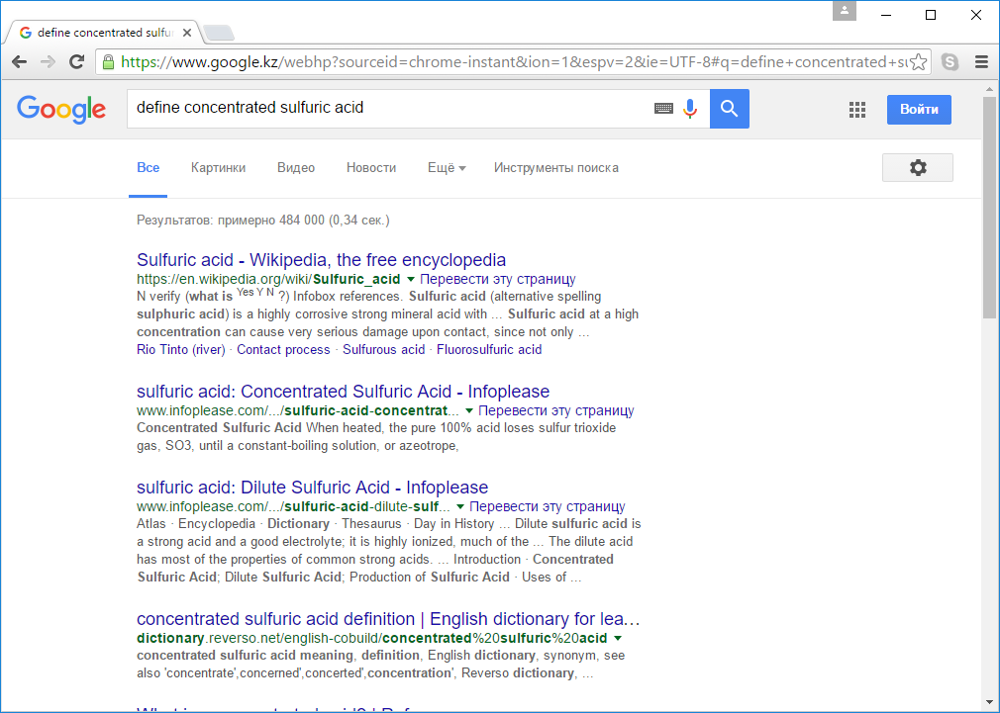 define concentrated sulfu
https://www.google.kz/webhp?sourceid=chrome-instant&ion=1&espv=2&ie=UTF-8#q=define+concentrated+su
Google
define concentrated sulfuric acid
Войти
Все
Картинки
Видео
Новости
Ещё
Инструменты поиска
Результатов: примерно 484 000 (0,34 сек.)
Sulfuric acid - Wikipedia, the free encyclopedia
https://en.wikipedia.org/wiki/Sulfuric_acid Перевести эту страницу
N verify (what is Yes Y N ?) Infobox references. Sulfuric acid (alternative spelling
sulphuric acid) is a highly corrosive strong mineral acid with ... Sulfuric acid at a high
concentration can cause very serious damage upon contact, since not only ...
Rio Tinto (river) · Contact process · Sulfurous acid · Fluorosulfuric acid
sulfuric acid: Concentrated Sulfuric Acid - Infoplease
www.infoplease.com/.../sulfuric-acid-concentrat... Перевести эту страницу
Concentrated Sulfuric Acid When heated, the pure 100% acid loses sulfur trioxide
gas, SO3, until a constant-boiling solution, or azeotrope,
sulfuric acid: Dilute Sulfuric Acid - Infoplease
www.infoplease.com/.../sulfuric-acid-dilute-sulf... Перевести эту страницу
Atlas · Encyclopedia · Dictionary · Thesaurus · Day in History ... Dilute sulfuric acid is
a strong acid and a good electrolyte; it is highly ionized, much of the ... The dilute acid
has most of the properties of common strong acids. ... Introduction · Concentrated
Sulfuric Acid; Dilute Sulfuric Acid; Production of Sulfuric Acid · Uses of ...
concentrated sulfuric acid definition | English dictionary for lea...
dictionary.reverso.net/english-cobuild/concentrated%20sulfuric%20acid
concentrated sulfuric acid meaning, definition, English dictionary, synonym, see
also 'concentrate',concerned',concerted',concentration', Reverso dictionary, ...